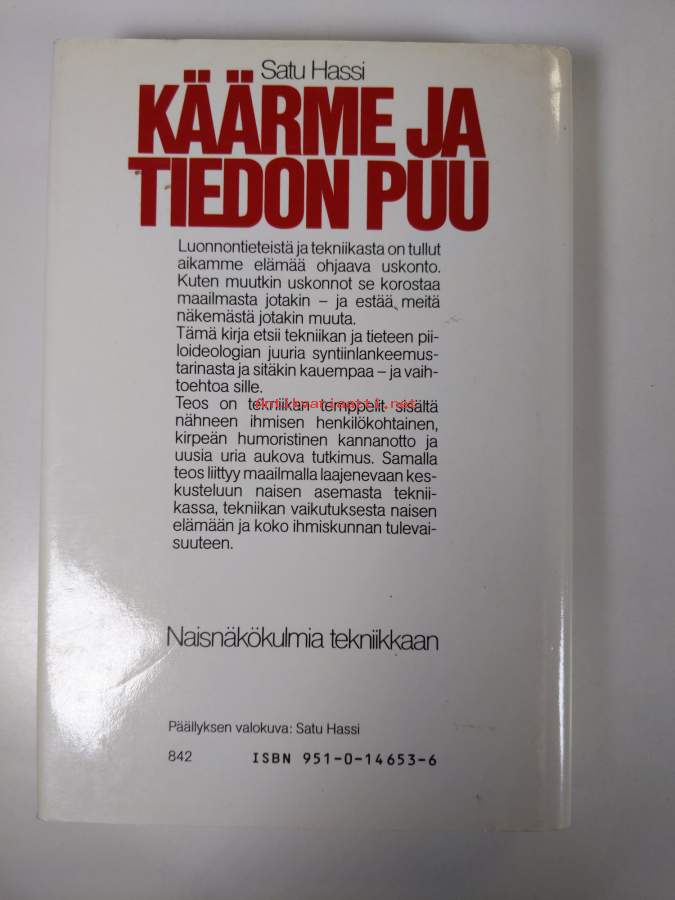 Satu Hassi
KÄÄRME JA
TIEDON PUU
Luonnontieteistä ja tekniikasta on tullut
aikamme elämää ohjaava uskonto.
Kuten muutkin uskonnot se korostaa
maailmasta jotakin – ja estää meitä
näkemästä jotakin muuta.
Tämä kirja etsii tekniikan ja tieteen pii-
loideologian juuria syntiinlankeemus-
tarinasta ja sitäkin kauempaa – ja vaih-
toehtoa sille.
Teos on tekniikan temppelit sisältä
nähneen ihmisen henkilökohtainen,
kirpeän humoristinen kannanotto ja
uusia uria aukova tutkimus. Samalla
teos liittyy maailmalla laajenevaan kes-
kusteluun naisen asemasta teknii-
kassa, tekniikan vaikutuksesta naisen
elämään ja koko ihmiskunnan tulevai-
suuteen.
Naisnäkökulmia tekniikkaan
Päällyksen valokuva: Satu Hassi
842 ISBN 951-0-14653-6